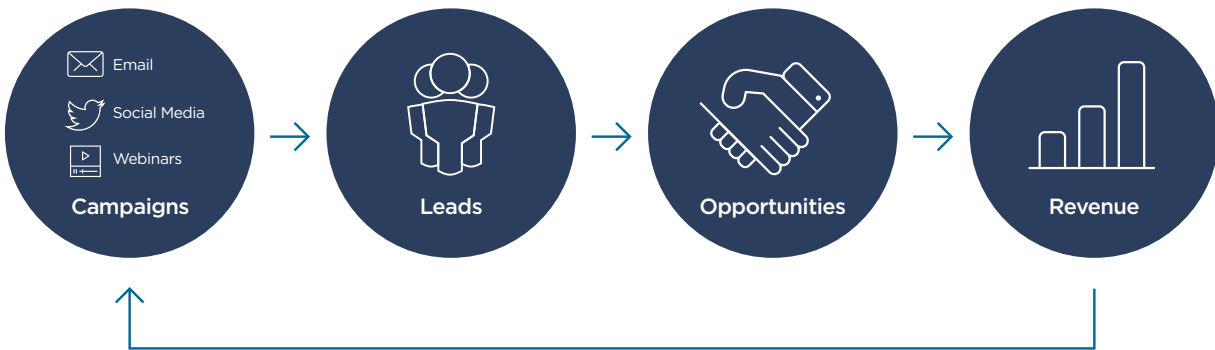 Email
Social Media
Webinars
Campaigns
Leads
Opportunities
Revenue